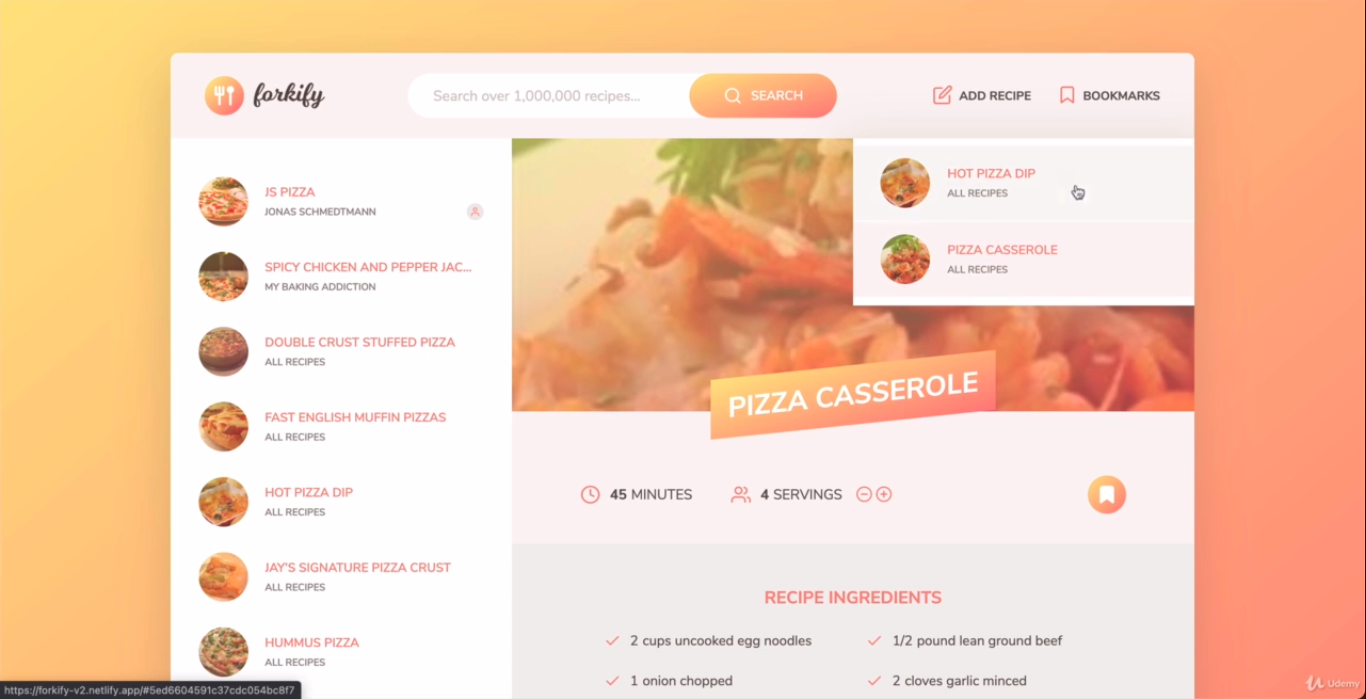 forkify
Search over 1,000,000 recipes...
SEARCH
ADD RECIPE
BOOKMARKS
JS PIZZA
JONAS SCHMEDTMANN
SPICY CHICKEN AND PEPPER JAC...
MY BAKING ADDICTION
DOUBLE CRUST STUFFED PIZZA
ALL RECIPES
FAST ENGLISH MUFFIN PIZZAS
ALL RECIPES
HOT PIZZA DIP
ALL RECIPES
JAY'S SIGNATURE PIZZA CRUST
ALL RECIPES
HUMMUS PIZZA
ALL RECIPES
HOT PIZZA DIP
ALL RECIPES
PIZZA CASSEROLE
ALL RECIPES
PIZZA CASSEROLE
45 MINUTES
4 SERVINGS
RECIPE INGREDIENTS
2 cups uncooked egg noodles
1/2 pound lean ground beef
1 onion chopped
2 cloves garlic minced
https://forkify-v2.netlify.app/#5ed6604591c37cdc054bc8f7
Udemy